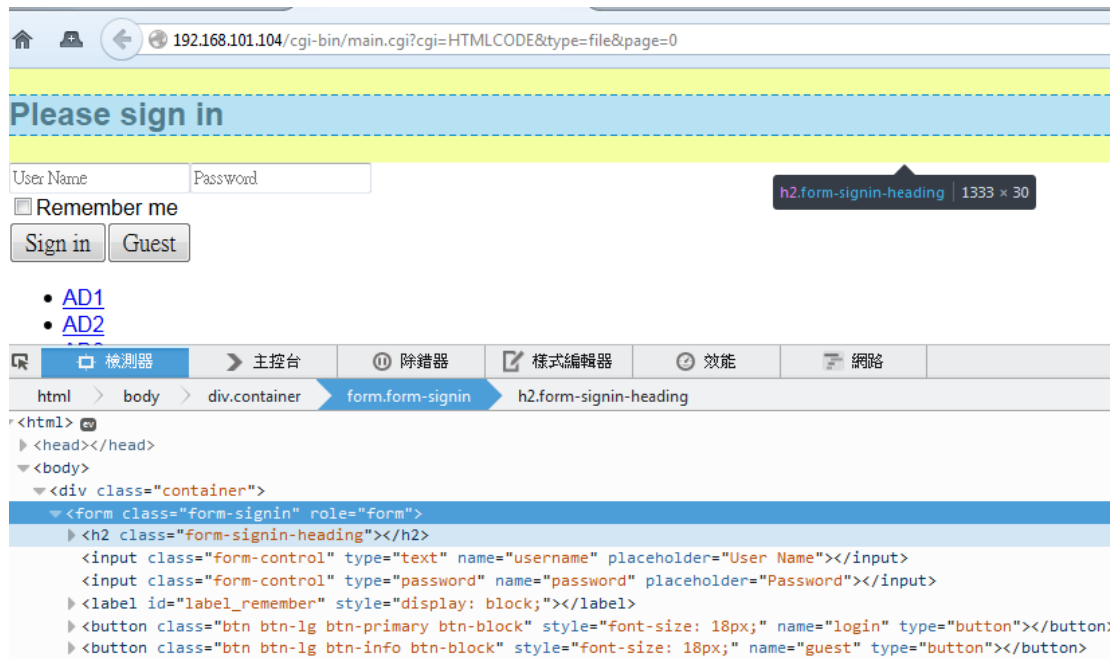 192.168.101.104/cgi-bin/main.cgi?cgi=HTMLCODE&type=file&page=0
Please sign in
User Name Password
h2.form-signin-heading 1333 × 30
Remember me
Sign in Guest
AD1
AD2
檢測器 主控台 除錯器 樣式編輯器 效能 網路
html body div.container form.form-signin h2.form-signin-heading
<html> ev
<head></head>
<body>
<div class="container">
<form class="form-signin" role="form">
<h2 class="form-signin-heading"></h2>
<input class="form-control" type="text" name="username" placeholder="User Name"></input>
<input class="form-control" type="password" name="password" placeholder="Password"></input>
<label id="label_remember" style="display: block;"></label>
<button class="btn btn-lg btn-primary btn-block" style="font-size: 18px;" name="login" type="button"></button>
<button class="btn btn-lg btn-info btn-block" style="font-size: 18px;" name="guest" type="button"></button>